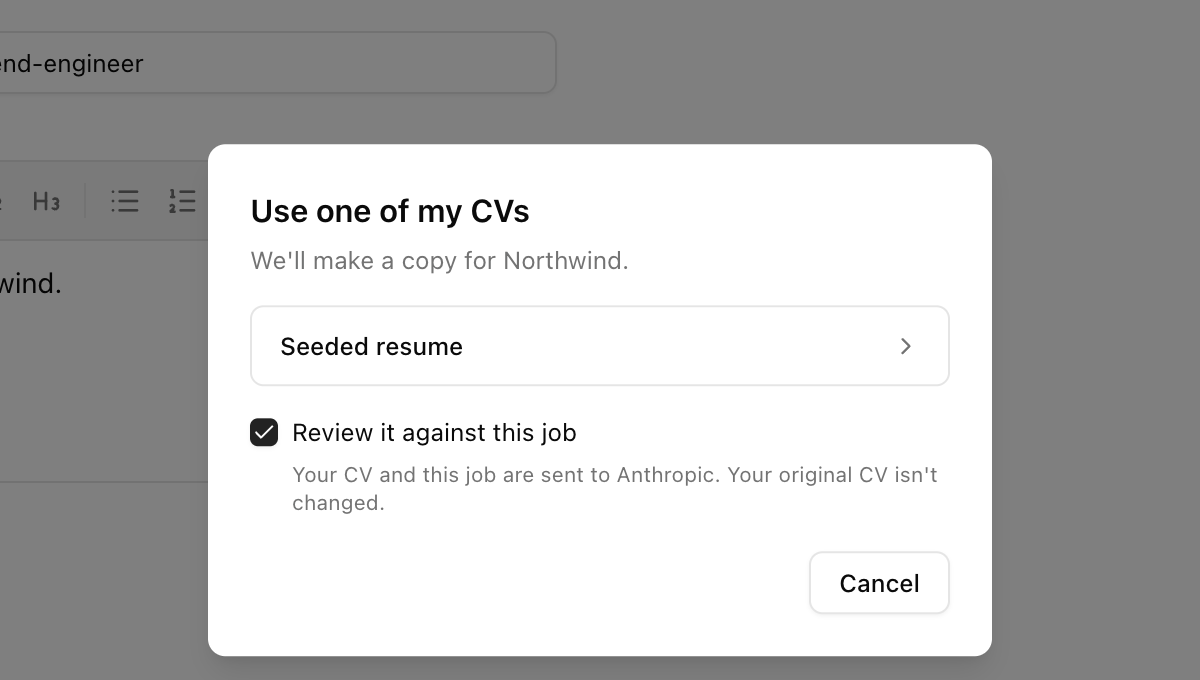 end-engineer
H3
wind.
Use one of my CVs
We'll make a copy for Northwind.
Seeded resume
Review it against this job
Your CV and this job are sent to Anthropic. Your original CV isn't
changed.
Cancel